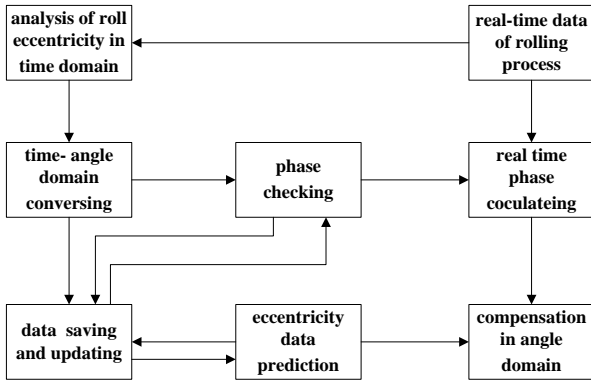 analysis of roll
eccentricity in
time domain
real-time data
of rolling
process
time- angle
domain
conversing
phase
checking
real time
phase
coculateing
data saving
and updating
eccentricity
data
prediction
compensation
in angle
domain